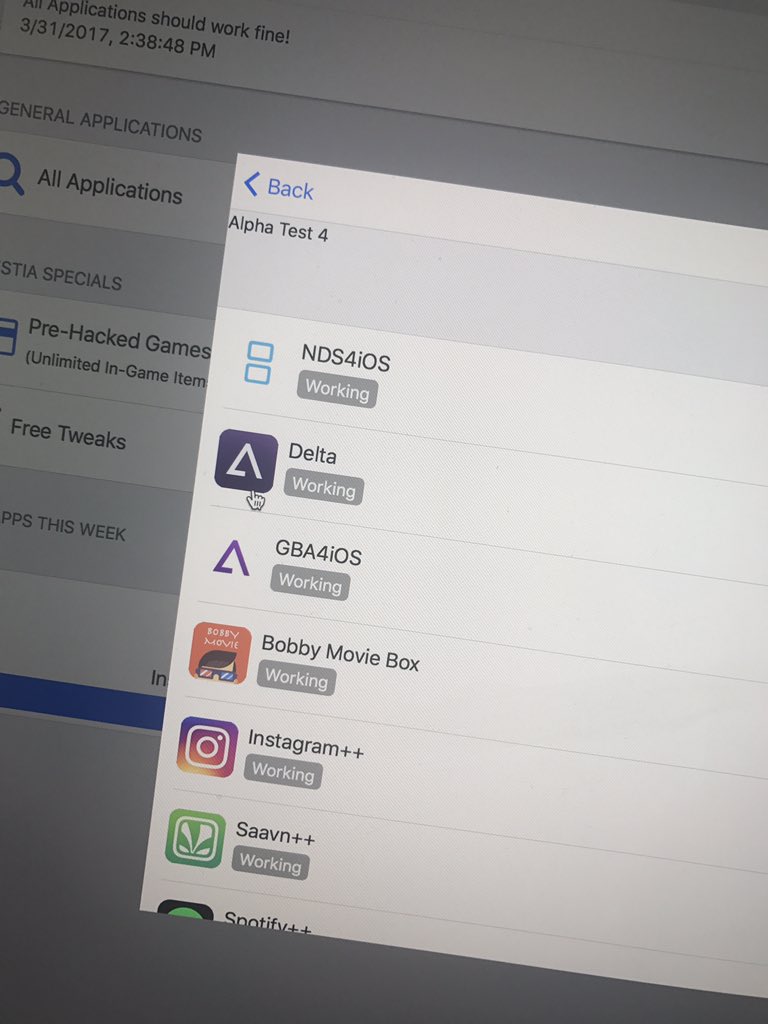 All Applications should work fine!
3/31/2017, 2:38:48 PM
GENERAL APPLICATIONS
All Applications
STIA SPECIALS
Pre-Hacked Games
(Unlimited In-Game Item
Free Tweaks
PPS THIS WEEK
In
Back
Alpha Test 4
NDS4iOS
Working
Delta
Working
GBA4iOS
Working
BOBBY
MOVIE
Bobby Movie Box
Working
Instagram++
Working
Saavn++
Working
Spotify++